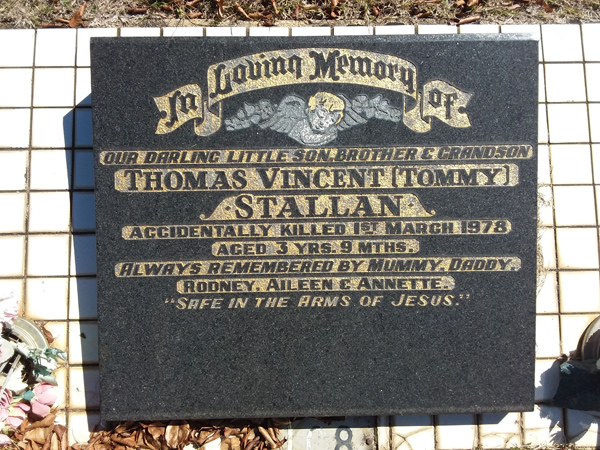 In Loving Memory of
OUR DARLING LITTLE SON, BROTHER & GRANDSON
THOMAS VINCENT (TOMMY)
STALLAN
ACCIDENTALLY KILLED 1ST MARCH 1978
AGED 3 YRS. 9 MTHS.
ALWAYS REMEMBERED BY MUMMY, DADDY,
RODNEY, AILEEN & ANNETTE.
"SAFE IN THE ARMS OF JESUS."
8